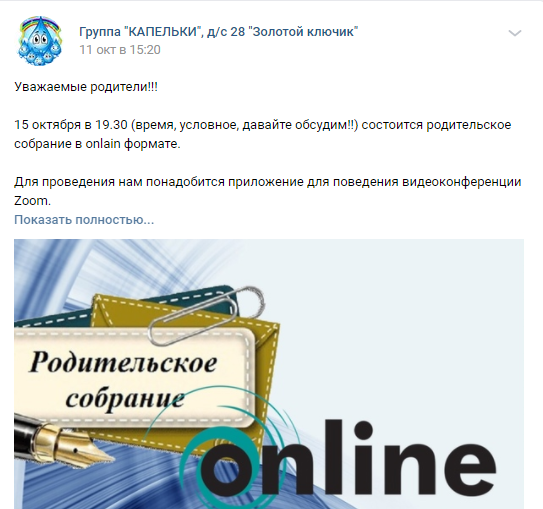 Группа "КАПЕЛЬКИ", д/с 28 "Золотой ключик"
11 окт в 15:20
Уважаемые родители!!!
15 октября в 19.30 (время, условное, давайте обсудим!!) состоится родительское
собрание в onlain формате.
Для проведения нам понадобится приложение для поведения видеоконференции
Zoom.
Показать полностью...
Родительское
собрание
online